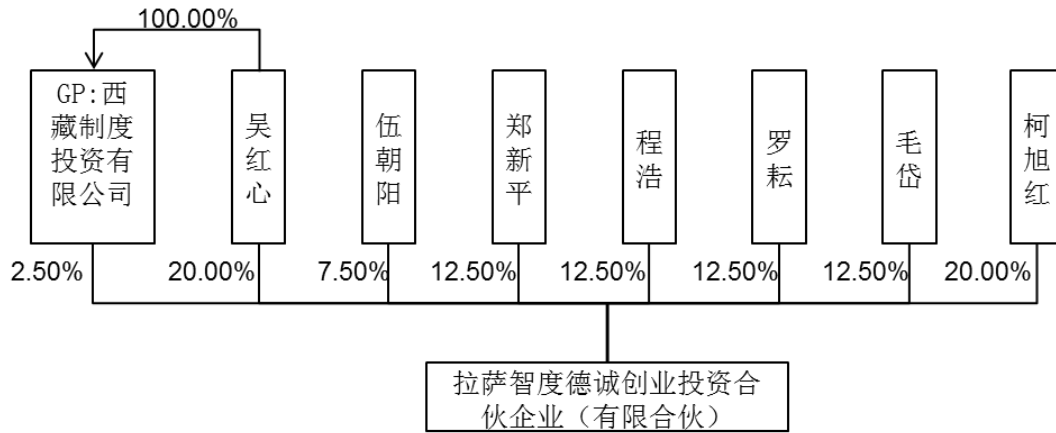 100.00%
GP:西
藏制度
投资有
限公司
吴
红
心
伍
朝
阳
郑
新
平
程
浩
罗
耘
毛
岱
柯
旭
红
2.50%
20.00%
7.50%
12.50%
12.50%
12.50%
12.50%
20.00%
拉萨智度德诚创业投资合
伙企业（有限合伙）